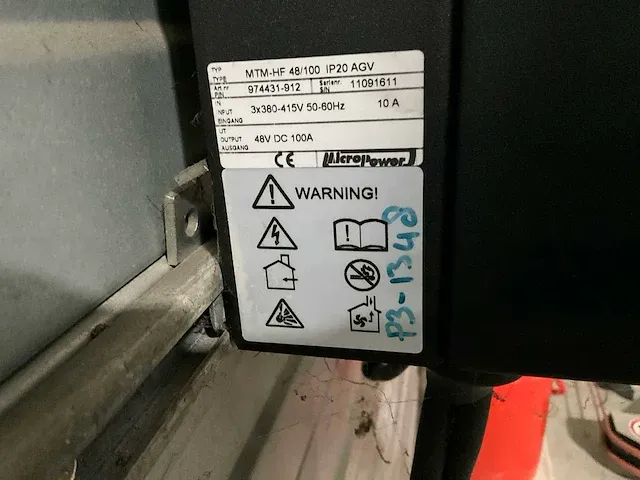 TYP
TYPE MTM-HF 48/100 IP20 AGV
Art.nr
P/N 974431-912 Serienr.
S/N 11091611
IN
INPUT
EINGANG 3x380-415V 50-60Hz 10 A
UT
OUTPUT
AUSGANG 48V DC 100A
CE MicroPower
WARNING!
P3-1348